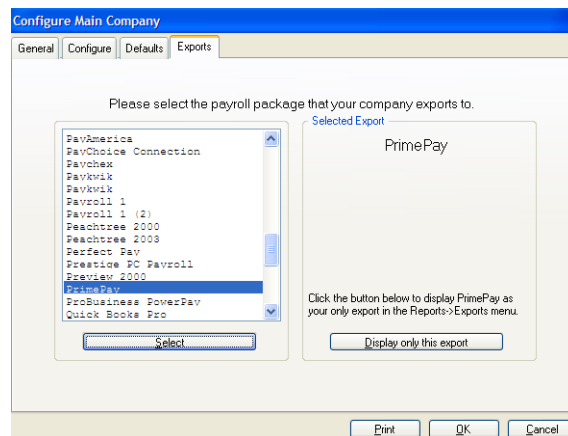 Configure Main Company
General Configure Defaults Exports
Please select the payroll package that your company exports to.
PayAmerica
PayChoice Connection
Paychex
Paykwik
Paykwik
Payroll 1
Payroll 1 (2)
Peachtree 2000
Peachtree 2003
Perfect Pay
Prestige PC Payroll
Preview 2000
PrimePay
ProBusiness PowerPay
Quick Books Pro
Select
Selected Export
PrimePay
Click the button below to display PrimePay as
your only export in the Reports->Exports menu.
Display only this export
Print OK Cancel